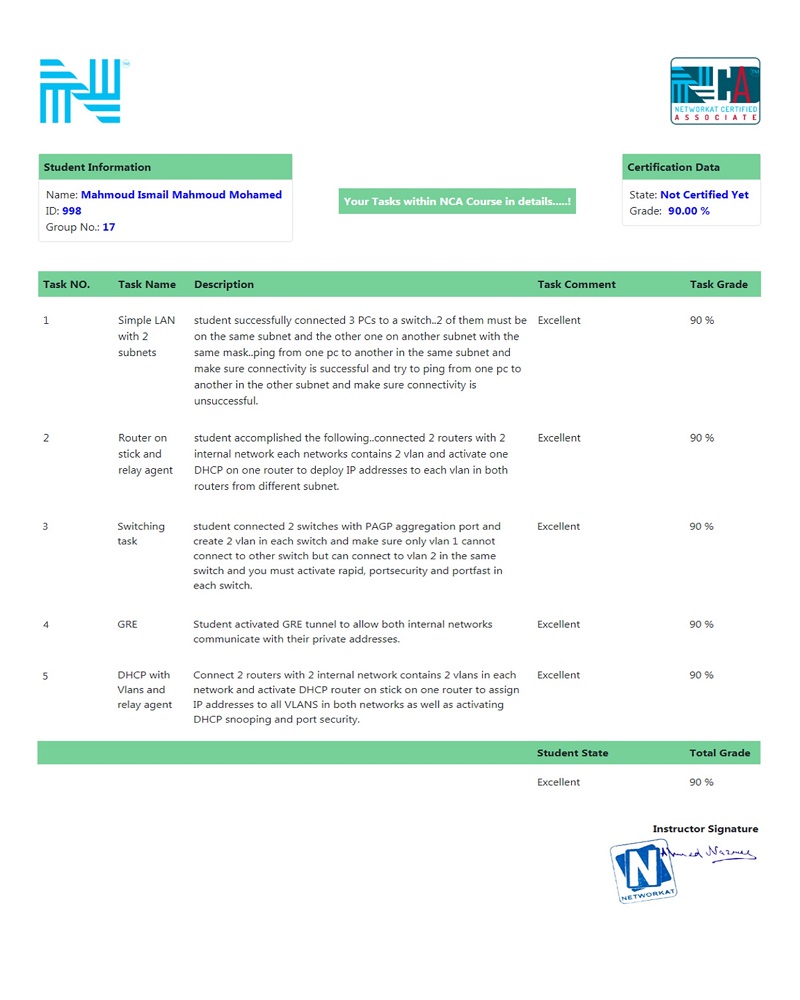 TM
NCA TM
NETWORKAT CERTIFIED
ASSOCIATE
Student Information
Name: Mahmoud Ismail Mahmoud Mohamed
ID: 998
Group No.: 17
Your Tasks within NCA Course in details.....!
Certification Data
State: Not Certified Yet
Grade: 90.00 %
Task NO. Task Name Description Task Comment Task Grade
1 Simple LAN student successfully connected 3 PCs to a switch..2 of them must be Excellent 90 %
with 2 on the same subnet and the other one on another subnet with the
subnets same mask..ping from one pc to another in the same subnet and
make sure connectivity is successful and try to ping from one pc to
another in the other subnet and make sure connectivity is
unsuccessful.
2 Router on student accomplished the following..connected 2 routers with 2 Excellent 90 %
stick and internal network each networks contains 2 vlan and activate one
relay agent DHCP on one router to deploy IP addresses to each vlan in both
routers from different subnet.
3 Switching student connected 2 switches with PAGP aggregation port and Excellent 90 %
task create 2 vlan in each switch and make sure only vlan 1 cannot
connect to other switch but can connect to vlan 2 in the same
switch and you must activate rapid, portsecurity and portfast in
each switch.
4 GRE Student activated GRE tunnel to allow both internal networks Excellent 90 %
communicate with their private addresses.
5 DHCP with Connect 2 routers with 2 internal network contains 2 vlans in each Excellent 90 %
Vlans and network and activate DHCP router on stick on one router to assign
relay agent IP addresses to all VLANS in both networks as well as activating
DHCP snooping and port security.
Student State Total Grade
Excellent 90 %
Instructor Signature
N
NETWORKAT